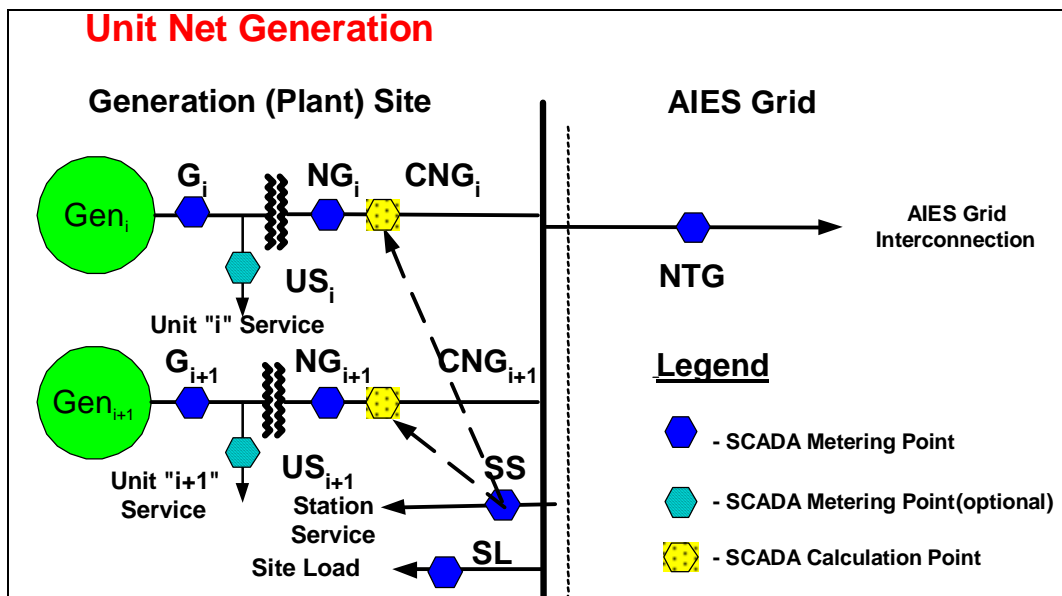 Unit Net Generation
Generation (Plant) Site
AIES Grid
Gᵢ
NGᵢ
CNGᵢ
Genᵢ
AIES Grid
Interconnection
NTG
USᵢ
Unit "i" Service
Gᵢ₊₁
NGᵢ₊₁
CNGᵢ₊₁
Genᵢ₊₁
USᵢ₊₁
Unit "i+1"
Service
SS
Station
Service
SL
Site Load
Legend
- SCADA Metering Point
- SCADA Metering Point(optional)
- SCADA Calculation Point